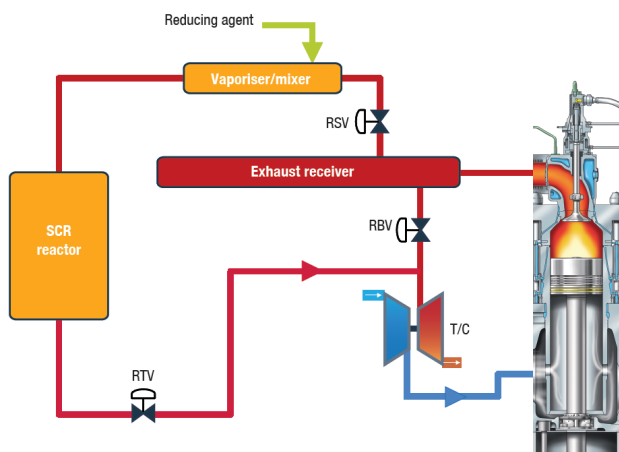 Reducing agent
Vaporiser/mixer
RSV
Exhaust receiver
SCR
reactor
RBV
T/C
RTV